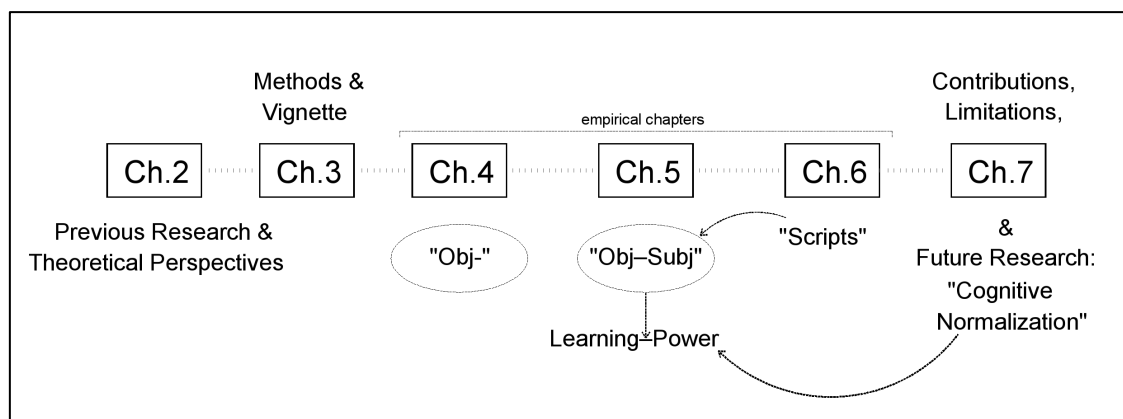 Methods &
Vignette
Contributions,
Limitations,
empirical chapters
Ch.2
Ch.3
Ch.4
Ch.5
Ch.6
Ch.7
Previous Research &
Theoretical Perspectives
"Obj-"
"Obj–Subj"
"Scripts"
&
Future Research:
"Cognitive
Normalization"
Learning–Power